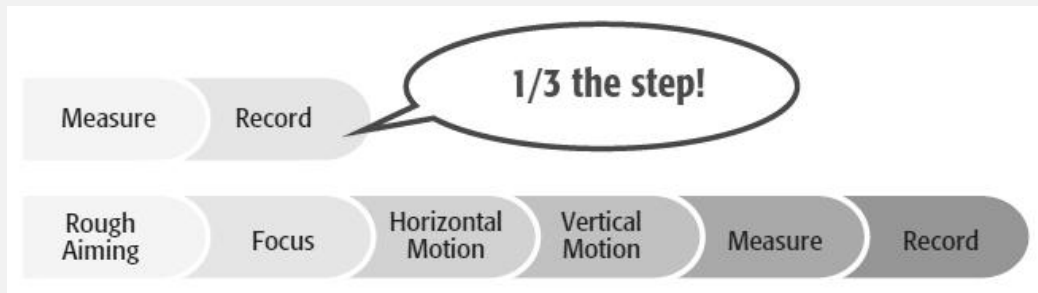 1/3 the step!
Measure
Record
Rough
Aiming
Focus
Horizontal
Motion
Vertical
Motion
Measure
Record